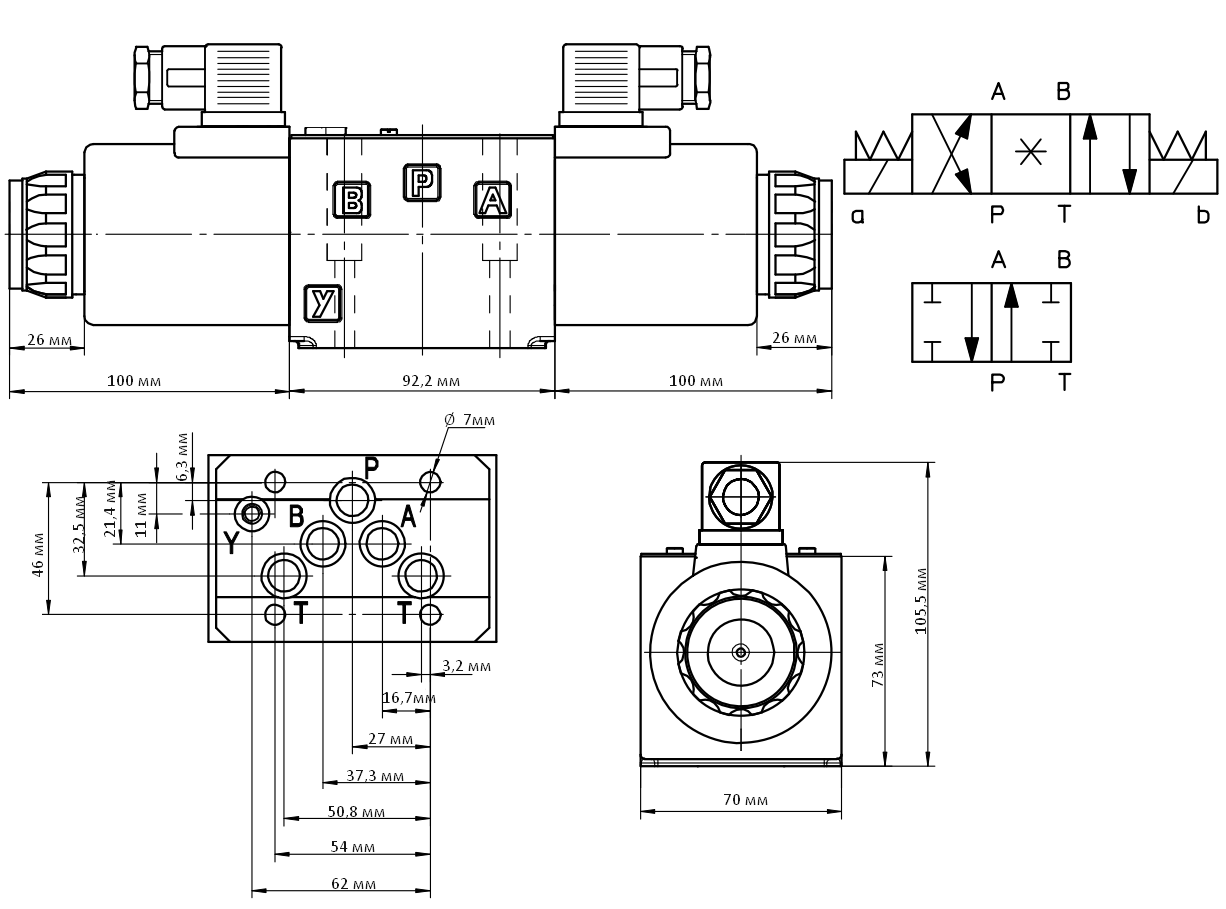 A B
B P A
a P T b
Y
A B
P T
26 мм
26 мм
100 мм
92,2 мм
100 мм
Ø 7мм
P
B A
Y
T T
6,3 мм
11 мм
21,4 мм
32,5 мм
46 мм
3,2 мм
16,7мм
27 мм
37,3 мм
50,8 мм
54 мм
62 мм
105,5 мм
73 мм
70 мм